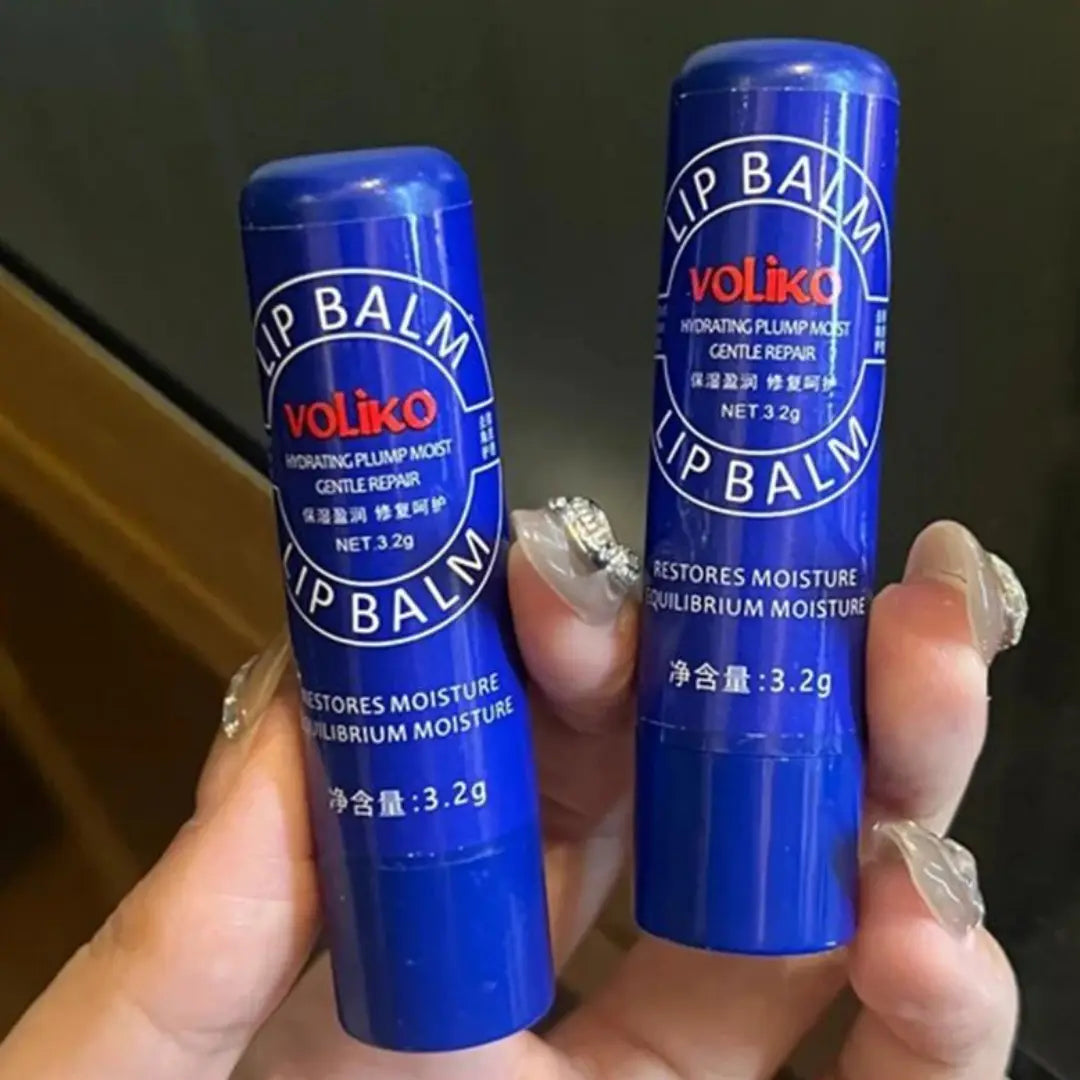 LIP BALM
VOLiKO
HYDRATING PLUMP MOIST
GENTLE REPAIR
保湿盈润 修复呵护
NET.3.2g
LIP BALM
RESTORES MOISTURE
EQUILIBRIUM MOISTURE
净含量:3.2g
LIP BALM
VOLiKO
HYDRATING PLUMP MOIST
GENTLE REPAIR
保湿盈润 修复呵护
NET.3.2g
LIP BALM
RESTORES MOISTURE
EQUILIBRIUM MOISTURE
净含量:3.2g